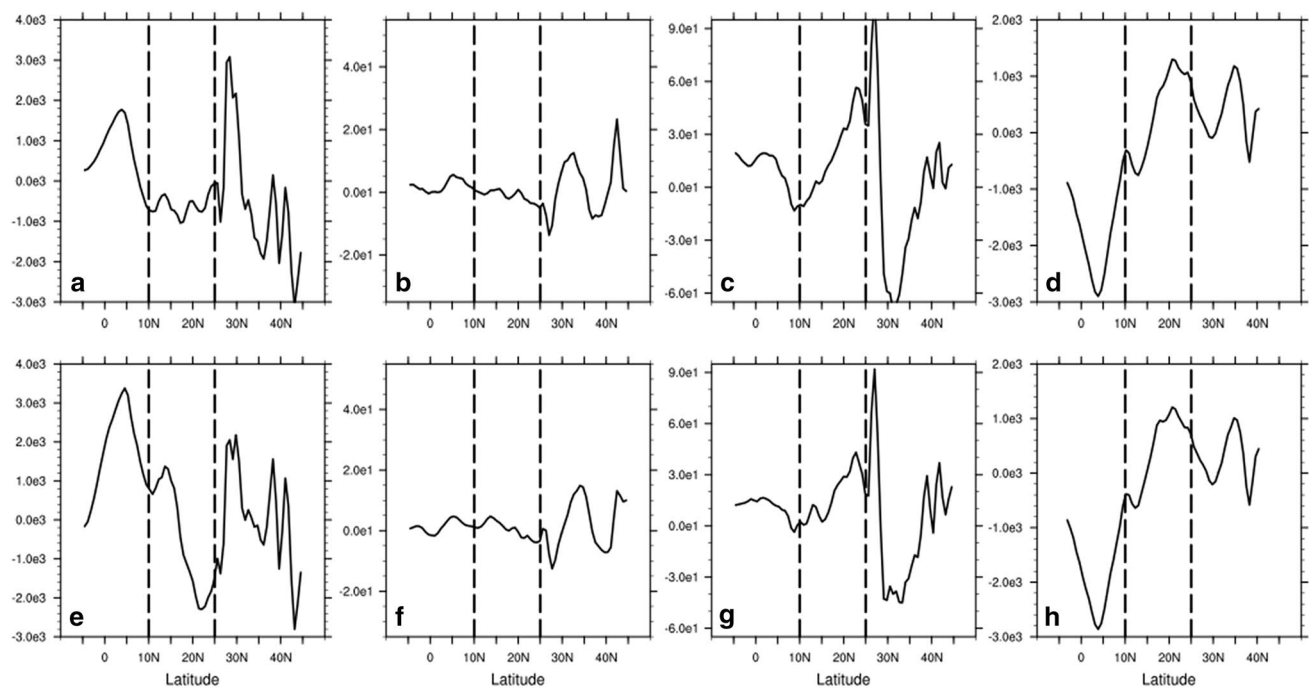 4.0e3
3.0e3
2.0e3
1.0e3
0.0e3
-1.0e3
-2.0e3
-3.0e3
a
0 10N 20N 30N 40N
4.0e1
2.0e1
0.0e1
-2.0e1
b
0 10N 20N 30N 40N
9.0e1
6.0e1
3.0e1
0.0e1
-3.0e1
-6.0e1
c
0 10N 20N 30N 40N
2.0e3
1.0e3
0.0e3
-1.0e3
-2.0e3
-3.0e3
d
0 10N 20N 30N 40N
4.0e3
3.0e3
2.0e3
1.0e3
0.0e3
-1.0e3
-2.0e3
-3.0e3
e
0 10N 20N 30N 40N
Latitude
4.0e1
2.0e1
0.0e1
-2.0e1
f
0 10N 20N 30N 40N
Latitude
9.0e1
6.0e1
3.0e1
0.0e1
-3.0e1
-6.0e1
g
0 10N 20N 30N 40N
Latitude
2.0e3
1.0e3
0.0e3
-1.0e3
-2.0e3
-3.0e3
h
0 10N 20N 30N 40N
Latitude